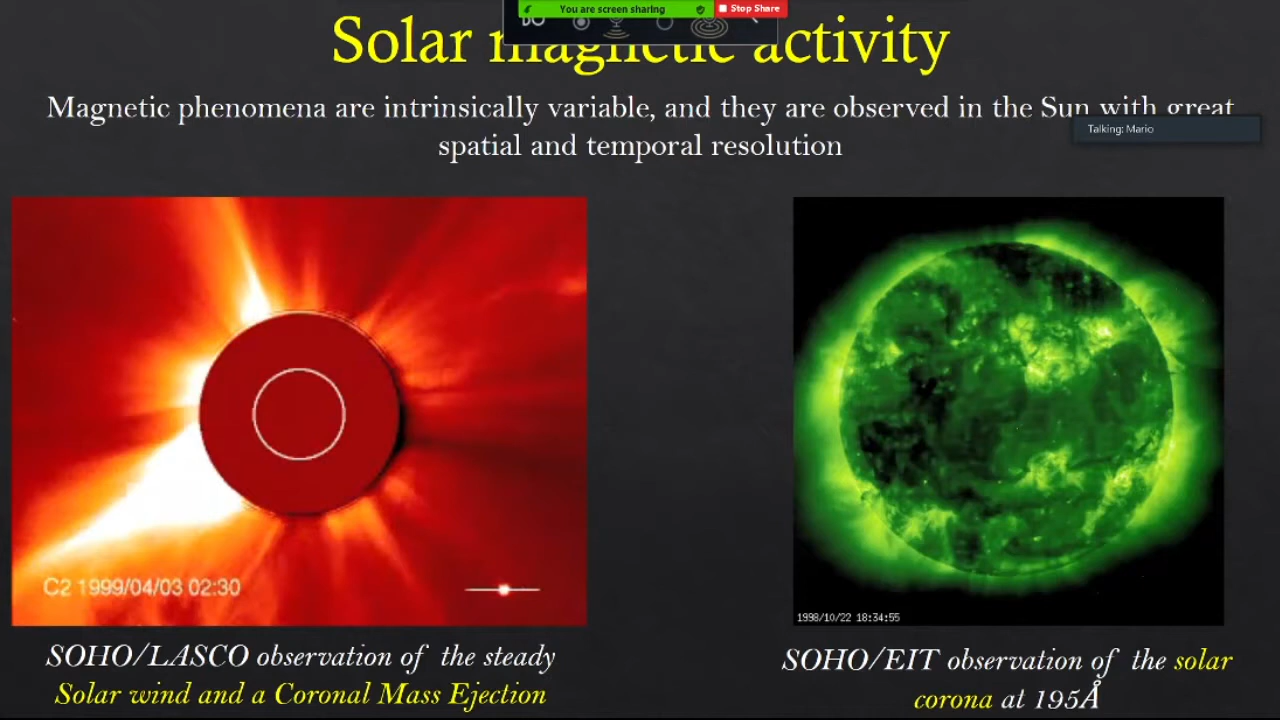 You are screen sharing
Stop Share
Solar magnetic activity
Magnetic phenomena are intrinsically variable, and they are observed in the Sun with great
Talking: Mario
spatial and temporal resolution
C2 1999/04/03 02:30
1998/10/22 18:34:55
SOHO/LASCO observation of the steady
Solar wind and a Coronal Mass Ejection
SOHO/EIT observation of the solar
corona at 195Å